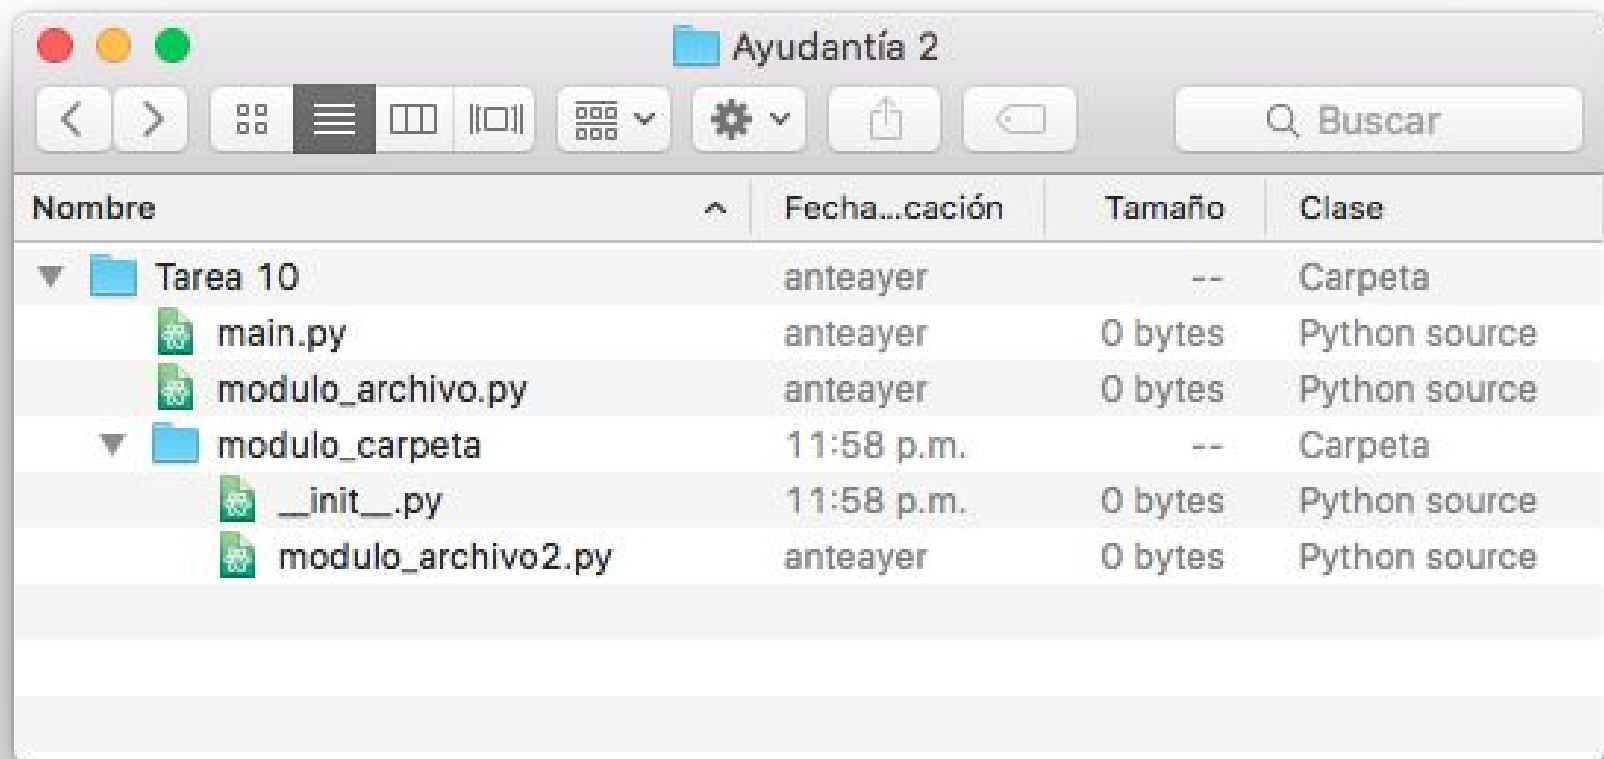 Ayudantía 2
Buscar
Nombre Fecha...cación Tamaño Clase
Tarea 10 anteayer -- Carpeta
main.py anteayer 0 bytes Python source
modulo_archivo.py anteayer 0 bytes Python source
modulo_carpeta 11:58 p.m. -- Carpeta
__init__.py 11:58 p.m. 0 bytes Python source
modulo_archivo2.py anteayer 0 bytes Python source